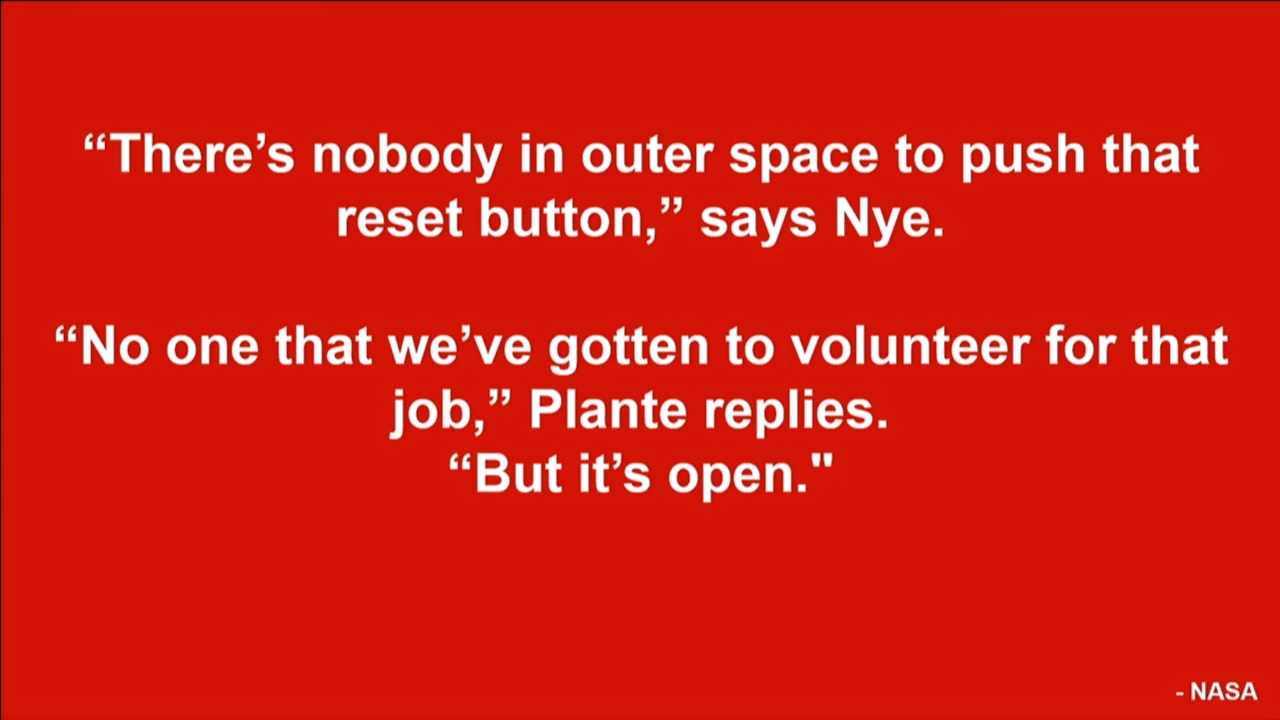 “There’s nobody in outer space to push that
reset button,” says Nye.
“No one that we’ve gotten to volunteer for that
job,” Plante replies.
“But it’s open."
- NASA